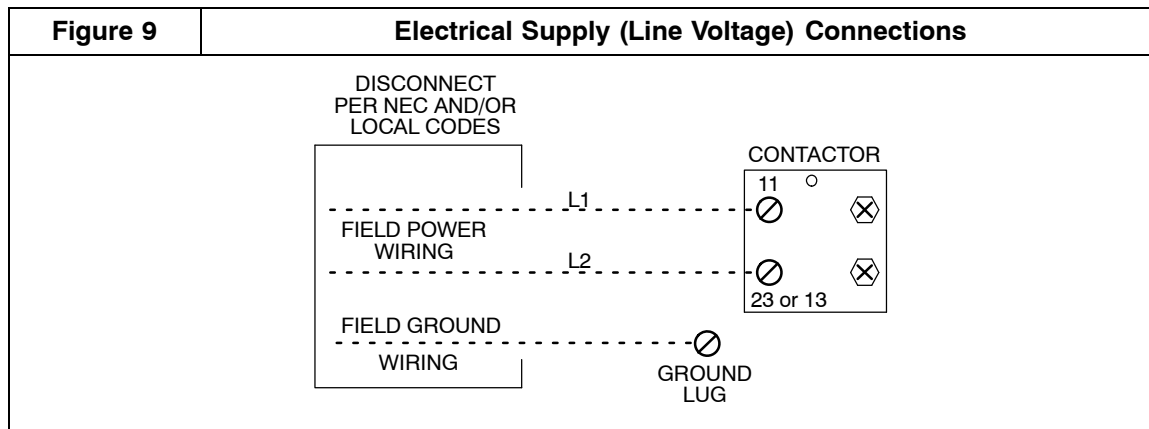 Figure 9
Electrical Supply (Line Voltage) Connections
DISCONNECT
PER NEC AND/OR
LOCAL CODES
CONTACTOR
11
L1
FIELD POWER
WIRING
L2
23 or 13
FIELD GROUND
WIRING
GROUND
LUG